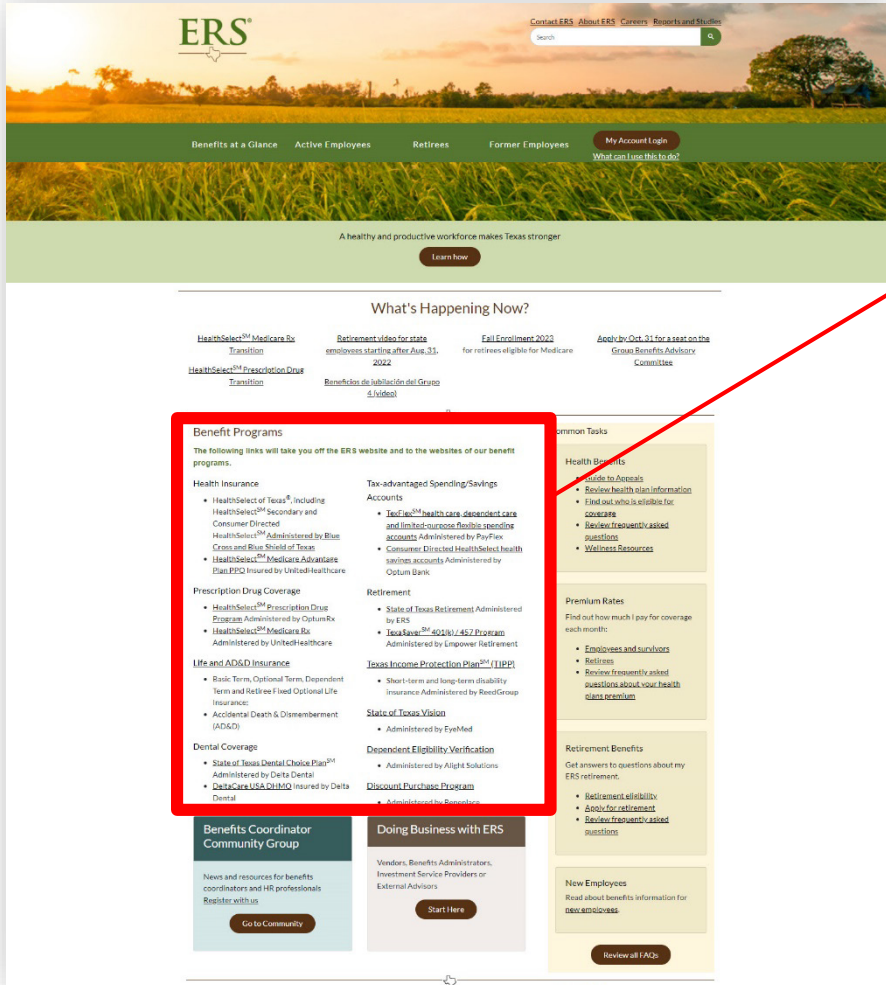 ERS®
Contact ERS About ERS Careers Reports and Studies
Search
Benefits at a Glance Active Employees Retirees Former Employees My Account Login
What can I use this to do?
A healthy and productive workforce makes Texas stronger
Learn how
What's Happening Now?
HealthSelectSM Medicare Rx
Transition
HealthSelectSM Prescription Drug
Transition
Retirement video for state
employees starting after Aug. 31,
2022
Beneficios de jubilación del Grupo
4 (video)
Fall Enrollment 2023
for retirees eligible for Medicare
Apply by Oct. 31 for a seat on the
Group Benefits Advisory
Committee
Benefit Programs
The following links will take you off the ERS website and to the websites of our benefit
programs.
Health Insurance
HealthSelect of Texas®, including
HealthSelectSM Secondary and
Consumer Directed
HealthSelectSM Administered by Blue
Cross and Blue Shield of Texas
HealthSelectSM Medicare Advantage
Plan PPO Insured by UnitedHealthcare
Prescription Drug Coverage
HealthSelectSM Prescription Drug
Program Administered by OptumRx
HealthSelectSM Medicare Rx
Administered by UnitedHealthcare
Life and AD&D Insurance
Basic Term, Optional Term, Dependent
Term and Retiree Fixed Optional Life
Insurance:
Accidental Death & Dismemberment
(AD&D)
Dental Coverage
State of Texas Dental Choice PlanSM
Administered by Delta Dental
DeltaCare USA DHMO Insured by Delta
Dental
Tax-advantaged Spending/Savings
Accounts
TexFlexSM health care, dependent care
and limited-purpose flexible spending
accounts Administered by PayFlex
Consumer Directed HealthSelect health
savings accounts Administered by
Optum Bank
Retirement
State of Texas Retirement Administered
by ERS
Texa$averSM 401(k) / 457 Program
Administered by Empower Retirement
Texas Income Protection PlanSM (TIPP)
Short-term and long-term disability
insurance Administered by ReedGroup
State of Texas Vision
Administered by EyeMed
Dependent Eligibility Verification
Administered by Alight Solutions
Discount Purchase Program
Administered by Beneplace
ommon Tasks
Health Benefits
Guide to Appeals
Review health plan information
Find out who is eligible for
coverage
Review frequently asked
questions
Wellness Resources
Premium Rates
Find out how much I pay for coverage
each month:
Employees and survivors
Retirees
Review frequently asked
questions about your health
plans premium
Retirement Benefits
Get answers to questions about my
ERS retirement.
Retirement eligibility
Apply for retirement
Review frequently asked
questions
New Employees
Read about benefits information for
new employees.
Review all FAQs
Benefits Coordinator
Community Group
News and resources for benefits
coordinators and HR professionals
Register with us
Go to Community
Doing Business with ERS
Vendors, Benefits Administrators,
Investment Service Providers or
External Advisors
Start Here